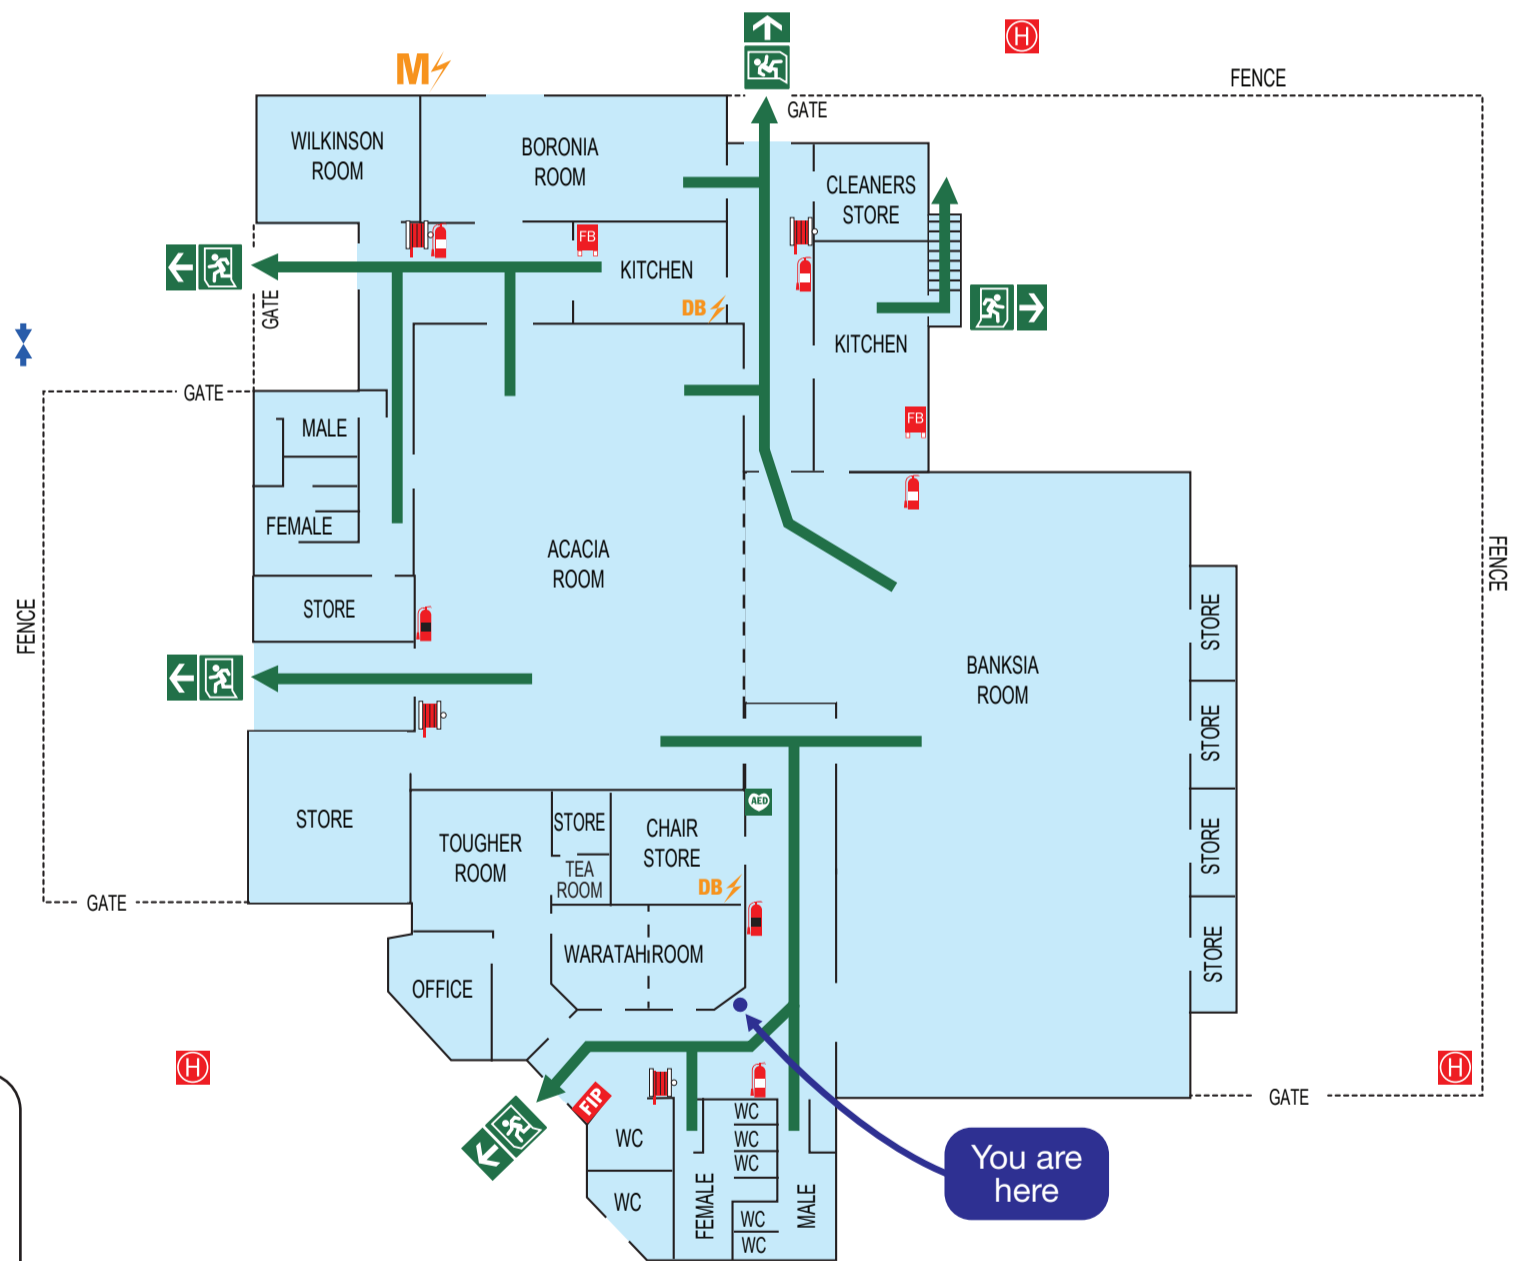 H
M
FENCE
GATE
WILKINSON
ROOM
BORONIA
ROOM
CLEANERS
STORE
FB
KITCHEN
GATE
DB
KITCHEN
GATE
MALE
FB
FEMALE
ACACIA
ROOM
FENCE
STORE
FENCE
STORE
BANKSIA
ROOM
STORE
STORE
AED
STORE
TOUGHER
ROOM
STORE
CHAIR
STORE
STORE
TEA
ROOM
DB
GATE
WARATAH ROOM
STORE
OFFICE
H
H
GATE
FIP
WC
WC
WC
WC
WC
WC
WC
FEMALE
MALE
You are
here